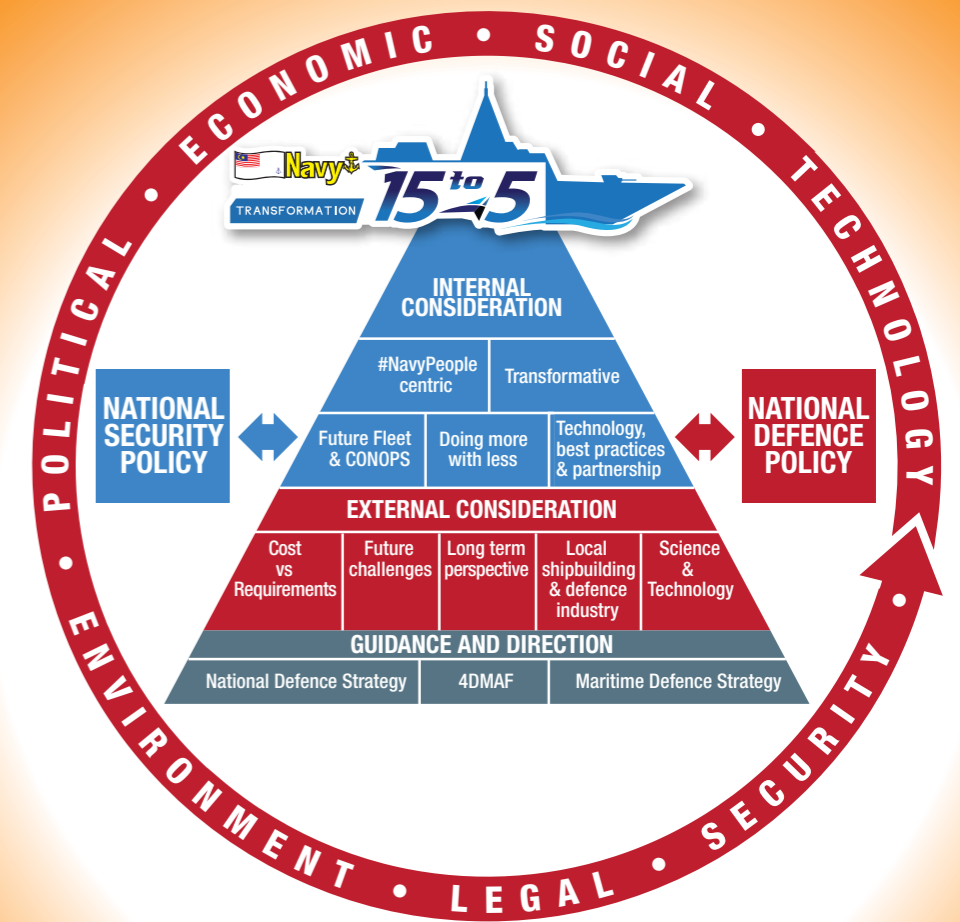 POLITICAL • ECONOMIC • SOCIAL • TECHNOLOGY
SECURITY • LEGAL • ENVIRONMENT •
Navy
TRANSFORMATION
15 to 5
INTERNAL
CONSIDERATION
#NavyPeople
centric
Transformative
Future Fleet
& CONOPS
Doing more
with less
Technology,
best practices
& partnership
NATIONAL
SECURITY
POLICY
NATIONAL
DEFENCE
POLICY
EXTERNAL CONSIDERATION
Cost
vs
Requirements
Future
challenges
Long term
perspective
Local
shipbuilding
& defence
industry
Science
&
Technology
GUIDANCE AND DIRECTION
National Defence Strategy
4DMAF
Maritime Defence Strategy